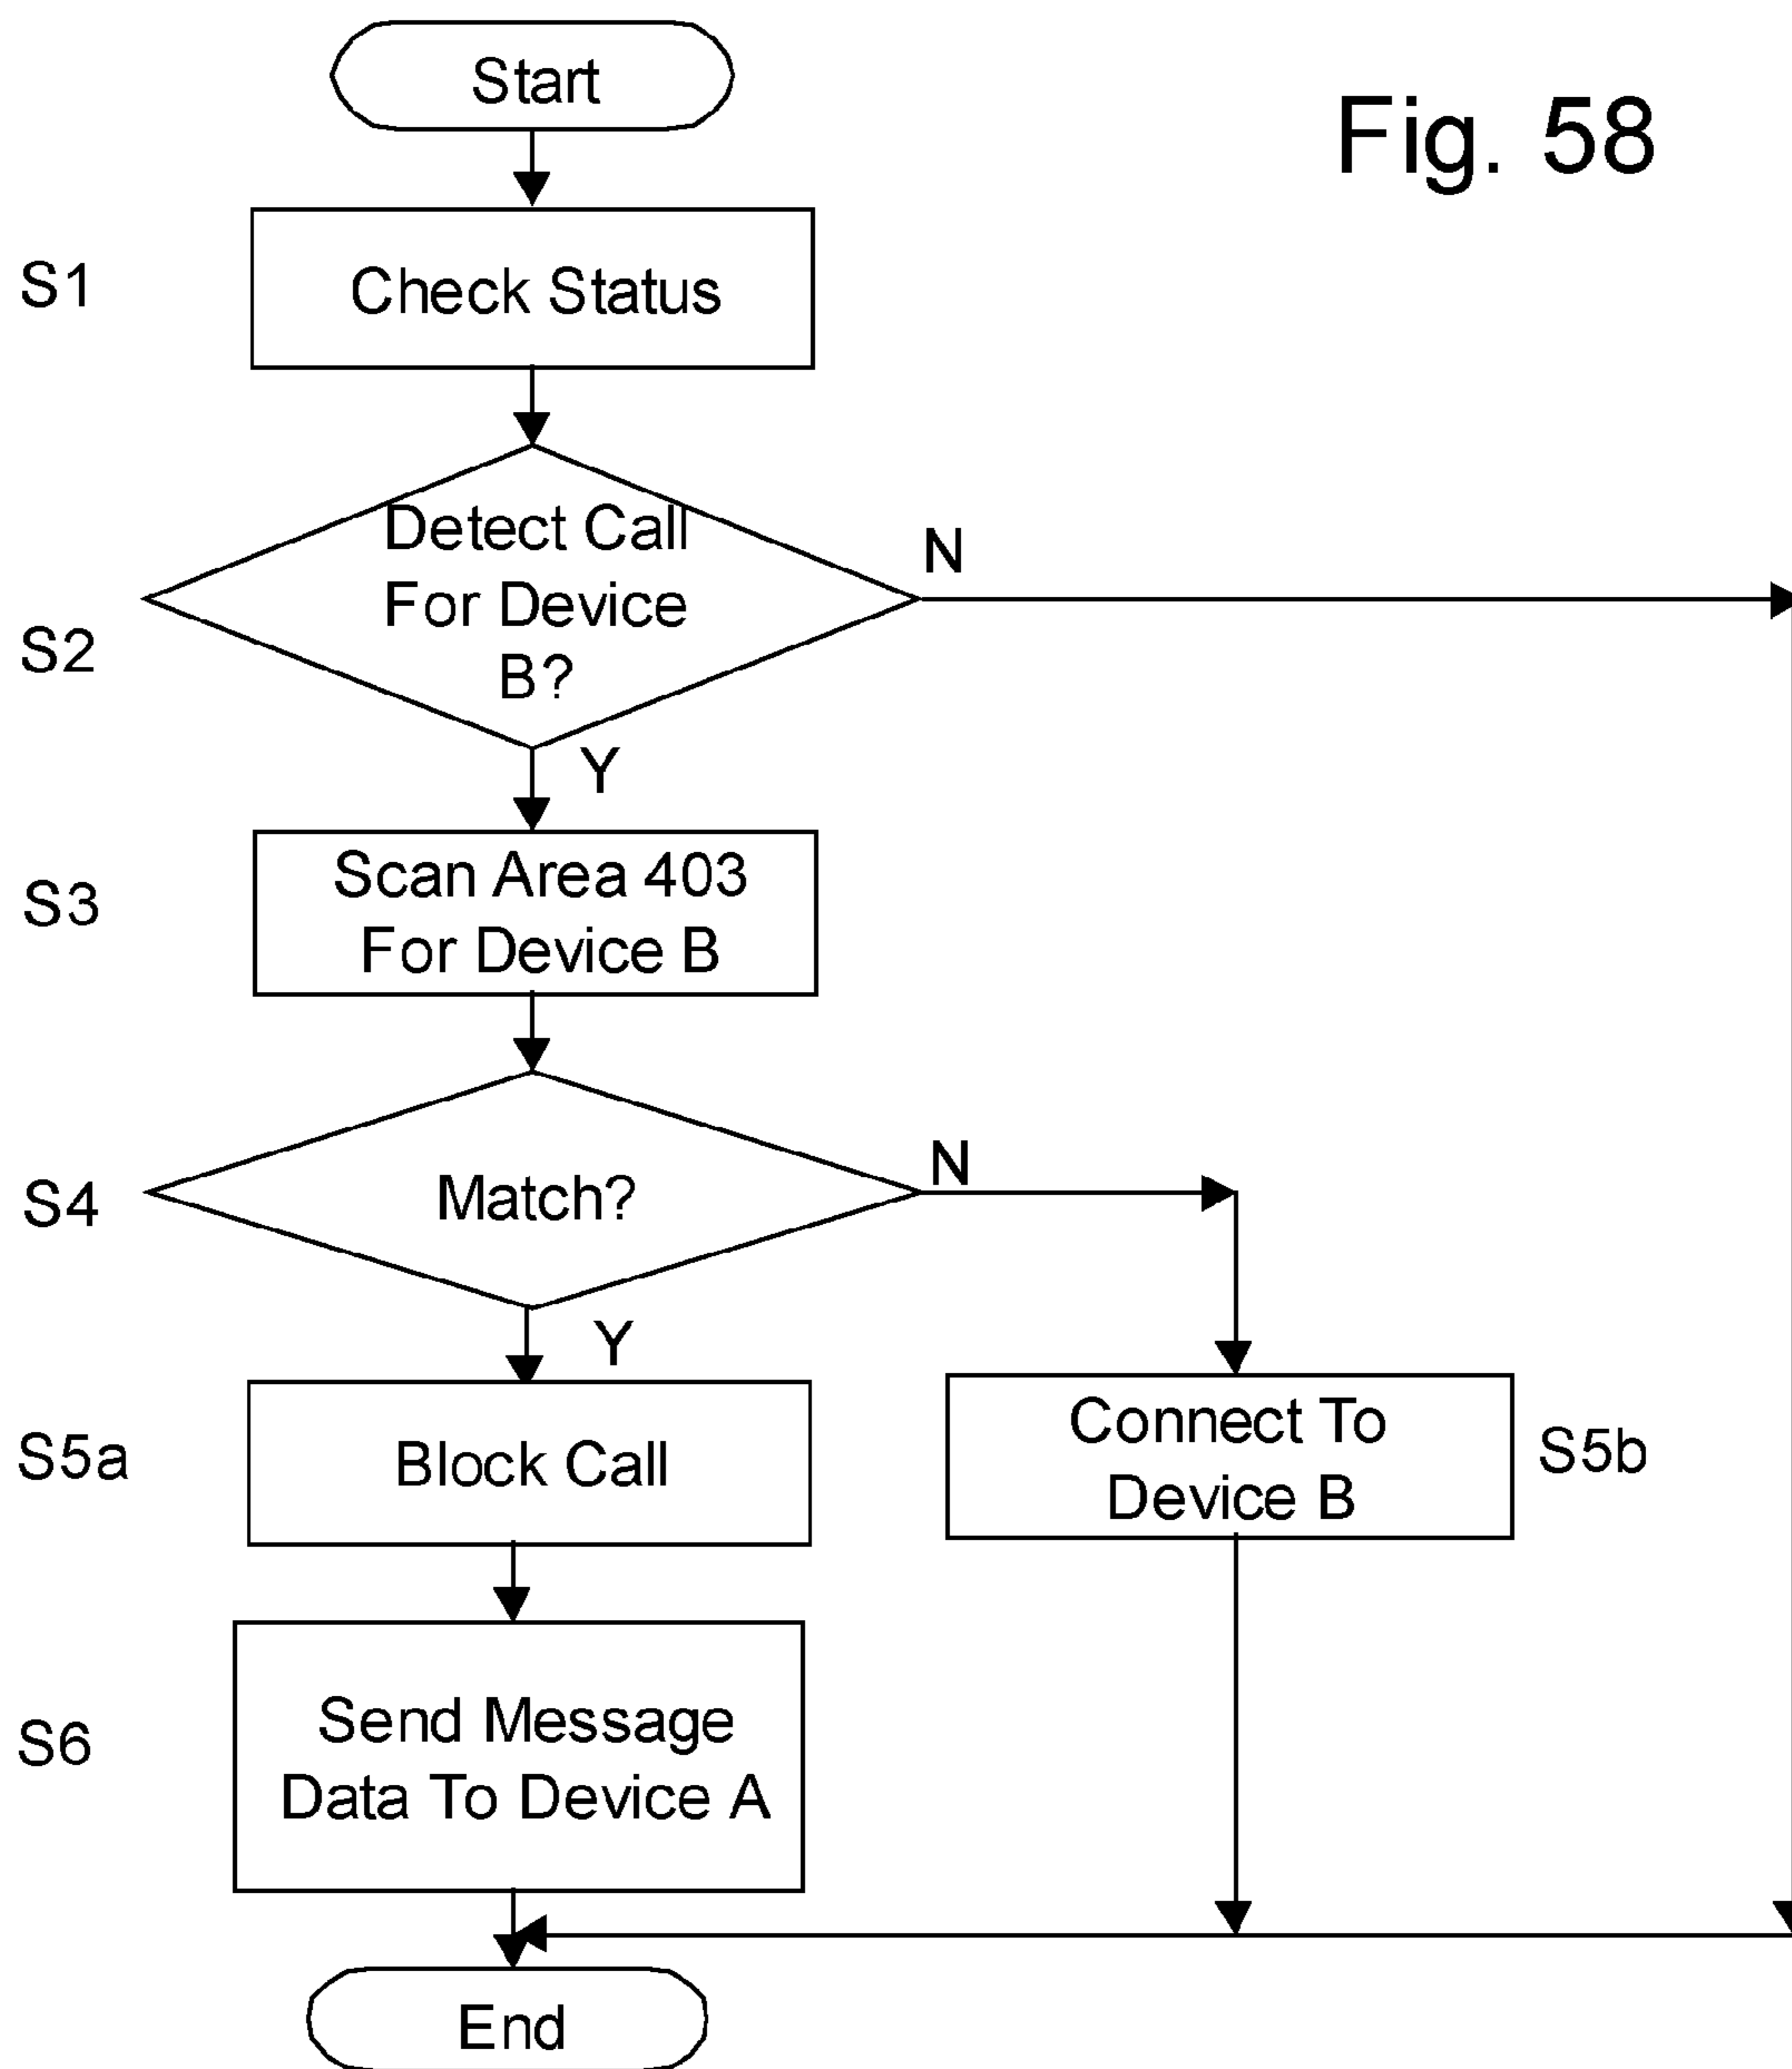 Start
Fig. 58
S1
Check Status
Detect Call
For Device
B?
N
S2
Y
S3
Scan Area 403
For Device B
S4
Match?
N
Y
S5a
Block Call
Connect To
Device B
S5b
S6
Send Message
Data To Device A
End